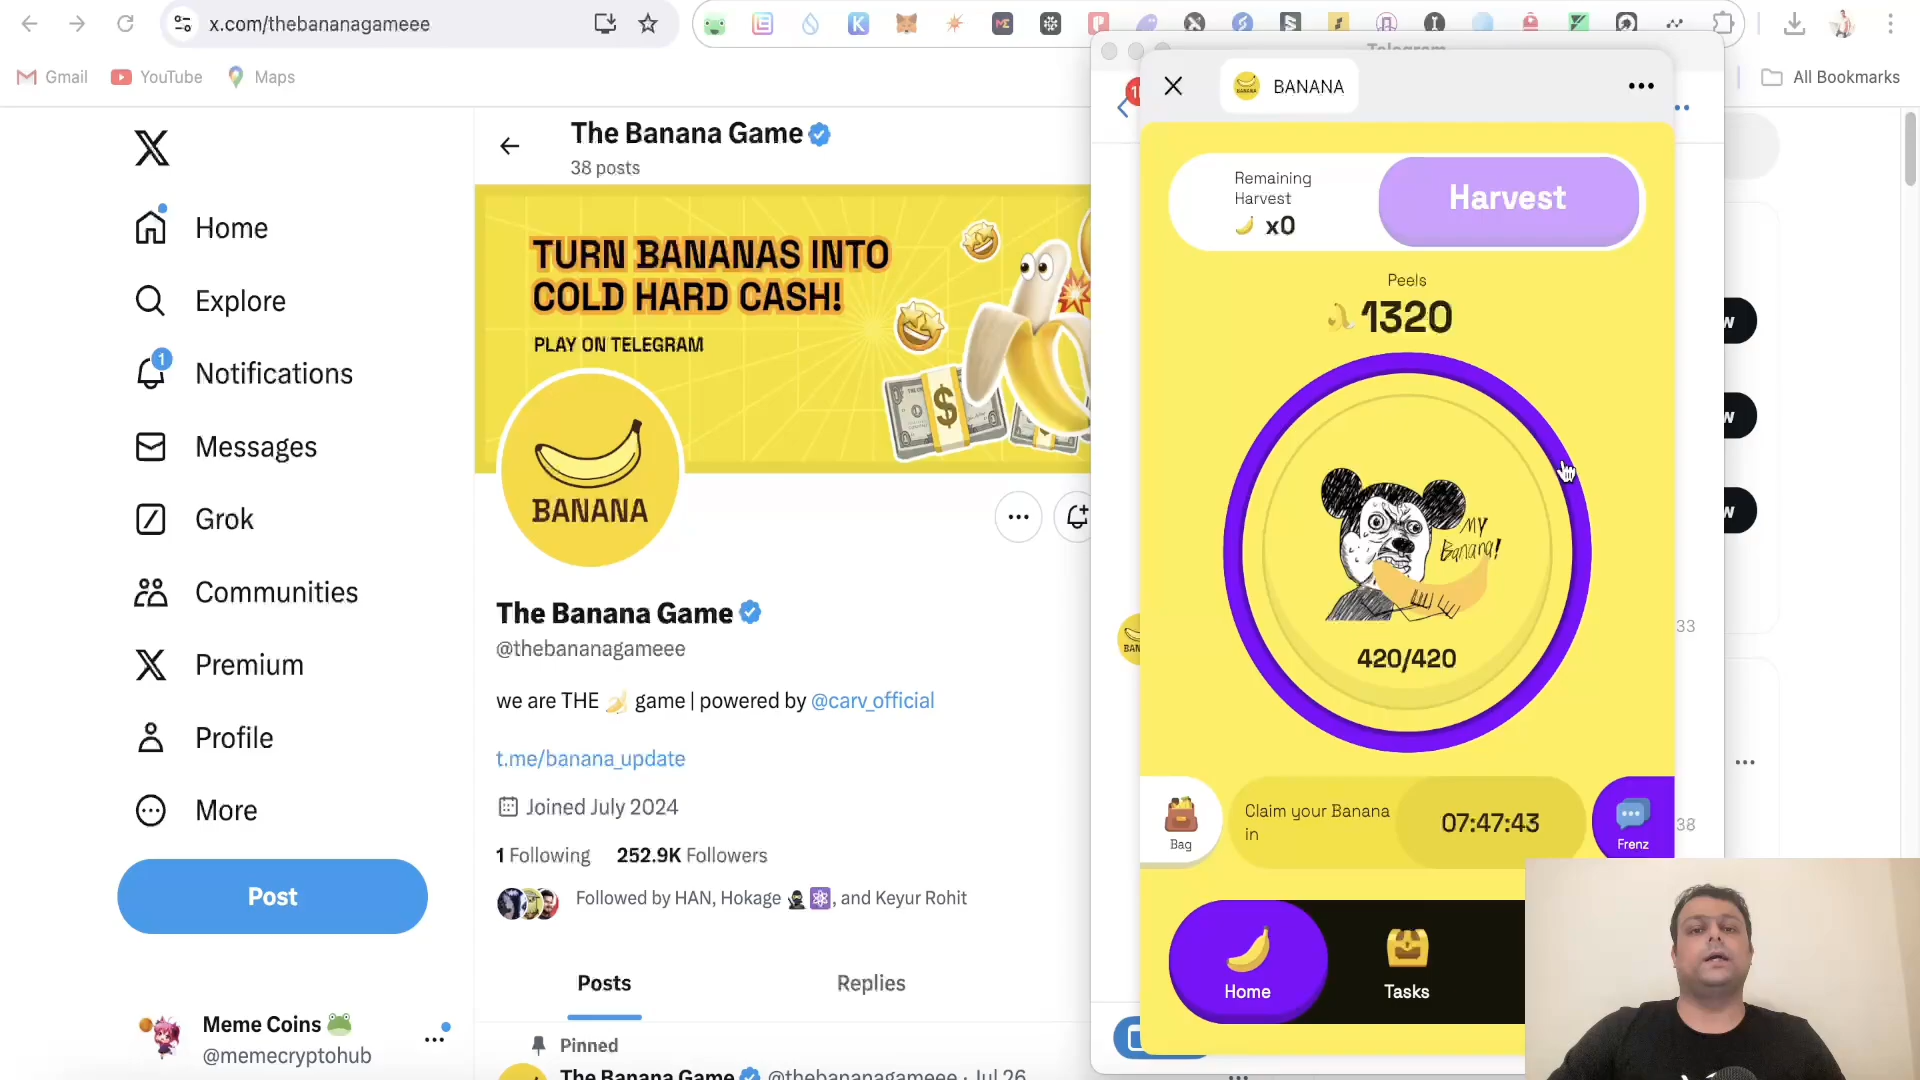 x.com/thebananagameee
Gmail
YouTube
Maps
All Bookmarks
Home
Explore
1
Notifications
Messages
Grok
Communities
Premium
Profile
More
Post
Meme Coins 🐸
@memecryptohub
The Banana Game
38 posts
TURN BANANAS INTO
COLD HARD CASH!
PLAY ON TELEGRAM
$
BANANA
The Banana Game
@thebananagameee
we are THE 🍌 game | powered by @carv_official
t.me/banana_update
Joined July 2024
1 Following 252.9K Followers
Followed by HAN, Hokage 🥷⚛️, and Keyur Rohit
Posts
Replies
Pinned
The Banana Game @thebananagameee · Jul 26
Telegram
BANANA
Remaining
Harvest
x0
Harvest
Peels
1320
MY
Banana!
420/420
Bag
Claim your Banana
in
07:47:43
Frenz
Home
Tasks
33
38